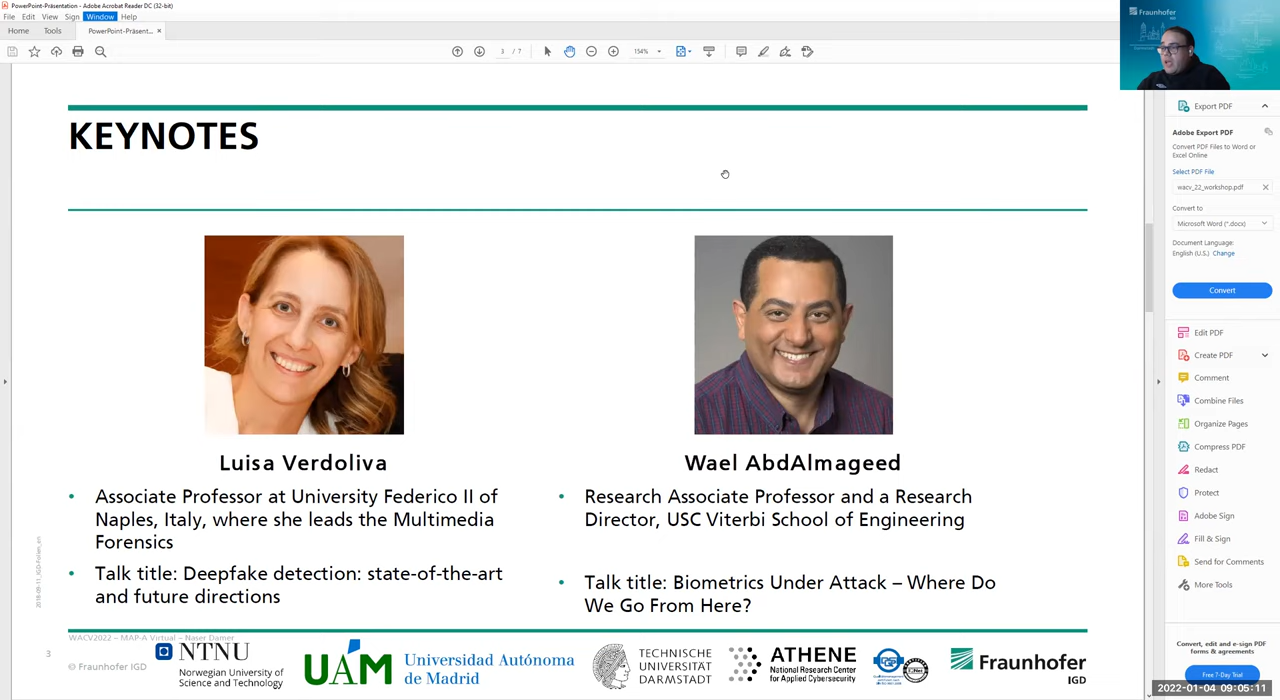 PowerPoint-Präsentation - Adobe Acrobat Reader DC (32-bit)
File Edit View Sign Window Help
Home Tools PowerPoint-Präsent... ×
3 / 7 154%
Fraunhofer
IGD
Export PDF
Adobe Export PDF
Convert PDF Files to Word or
Excel Online
Select PDF File
wacv_22_workshop.pdf
Convert to
Microsoft Word (*.docx)
Document Language:
English (U.S.) Change
Convert
Edit PDF
Create PDF
Comment
Combine Files
Organize Pages
Compress PDF
Redact
Protect
Adobe Sign
Fill & Sign
Send for Comments
More Tools
Convert, edit and e-sign PDF
forms & agreements
Free 7-Day Trial
2022-01-04 09:05:11
KEYNOTES
Luisa Verdoliva
• Associate Professor at University Federico II of
Naples, Italy, where she leads the Multimedia
Forensics
• Talk title: Deepfake detection: state-of-the-art
and future directions
Wael AbdAlmageed
• Research Associate Professor and a Research
Director, USC Viterbi School of Engineering
• Talk title: Biometrics Under Attack – Where Do
We Go From Here?
2018-09-11_IGD-Folien_en
WACV2022 – MAP-A Virtual – Naser Damer
3
© Fraunhofer IGD
NTNU
Norwegian University of
Science and Technology
UAM
Universidad Autónoma
de Madrid
TECHNISCHE
UNIVERSITÄT
DARMSTADT
ATHENE
National Research Center
for Applied Cybersecurity
Fraunhofer
IGD